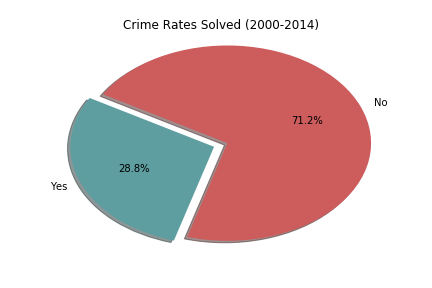 Crime Rates Solved (2000-2014)
No
71.2%
28.8%
Yes